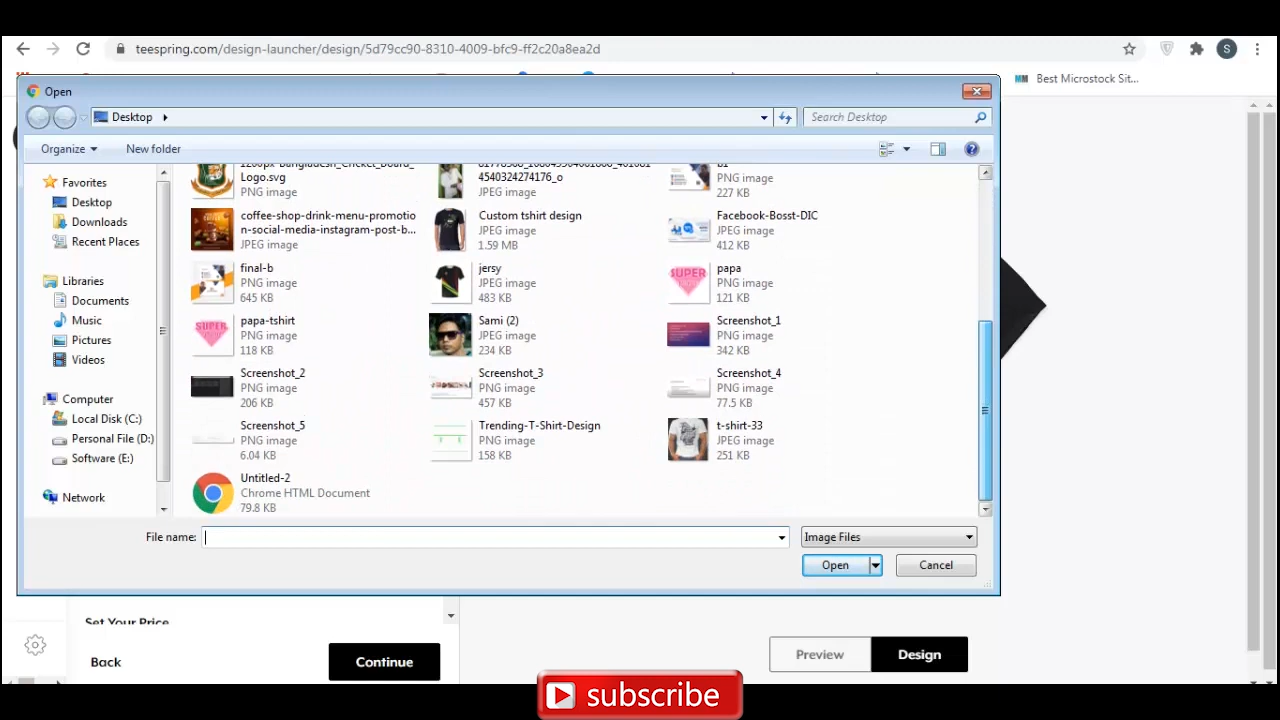 teespring.com/design-launcher/design/5d79cc90-8310-4009-bfc9-ff2c20a8ea2d
S
Open
Best Microstock Sit...
Desktop
Search Desktop
Organize
New folder
Favorites
Desktop
Downloads
Recent Places
Libraries
Documents
Music
Pictures
Videos
Computer
Local Disk (C:)
Personal File (D:)
Software (E:)
Network
Logo.svg
PNG image
4540324274176_o
JPEG image
PNG image
227 KB
coffee-shop-drink-menu-promotio
n-social-media-instagram-post-b...
JPEG image
Custom tshirt design
JPEG image
1.59 MB
Facebook-Bosst-DIC
JPEG image
412 KB
final-b
PNG image
645 KB
jersy
JPEG image
483 KB
papa
PNG image
121 KB
papa-tshirt
PNG image
118 KB
Sami (2)
JPEG image
234 KB
Screenshot_1
PNG image
342 KB
Screenshot_2
PNG image
206 KB
Screenshot_3
PNG image
457 KB
Screenshot_4
PNG image
77.5 KB
Screenshot_5
PNG image
6.04 KB
Trending-T-Shirt-Design
PNG image
158 KB
t-shirt-33
JPEG image
251 KB
Untitled-2
Chrome HTML Document
79.8 KB
File name:
Image Files
Open
Cancel
Set Your Price
Back
Continue
Preview
Design
subscribe